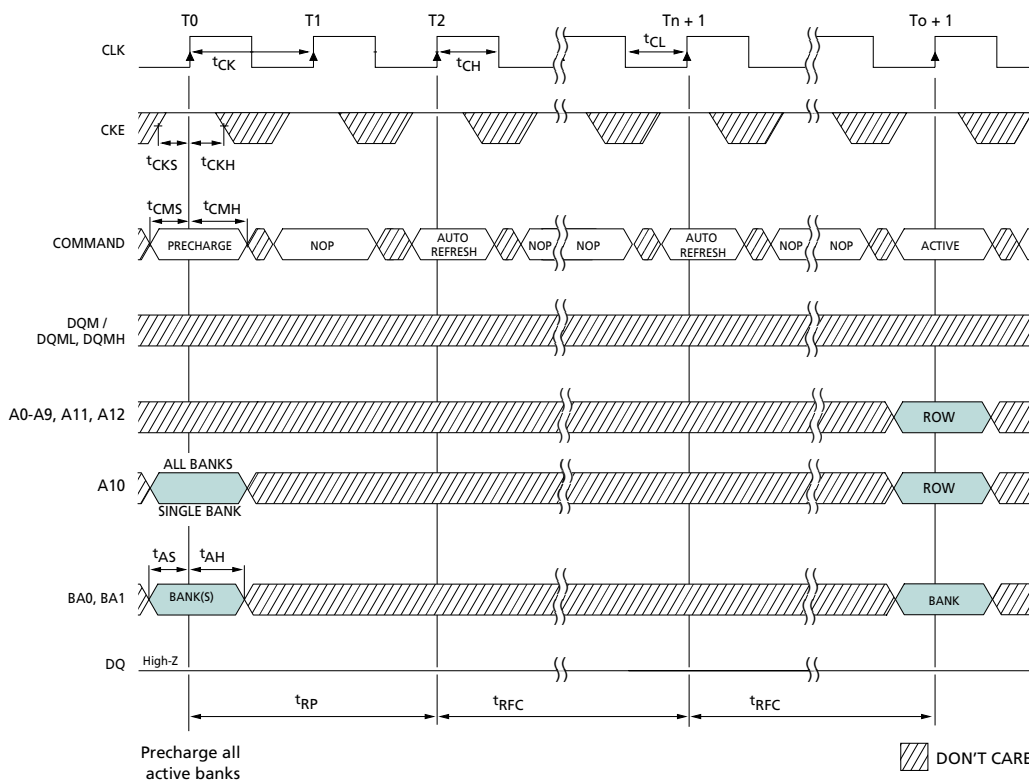 T0 T1 T2 Tn + 1 To + 1
CLK
tCK tCH tCL
CKE
tCKS tCKH
tCMS tCMH
COMMAND PRECHARGE NOP AUTO REFRESH NOP NOP AUTO REFRESH NOP NOP ACTIVE
DQM /
DQML, DQMH
A0-A9, A11, A12 ROW
ALL BANKS
A10 ROW
SINGLE BANK
tAS tAH
BA0, BA1 BANK(S) BANK
DQ High-Z
tRP tRFC tRFC
Precharge all
active banks
DON'T CARE